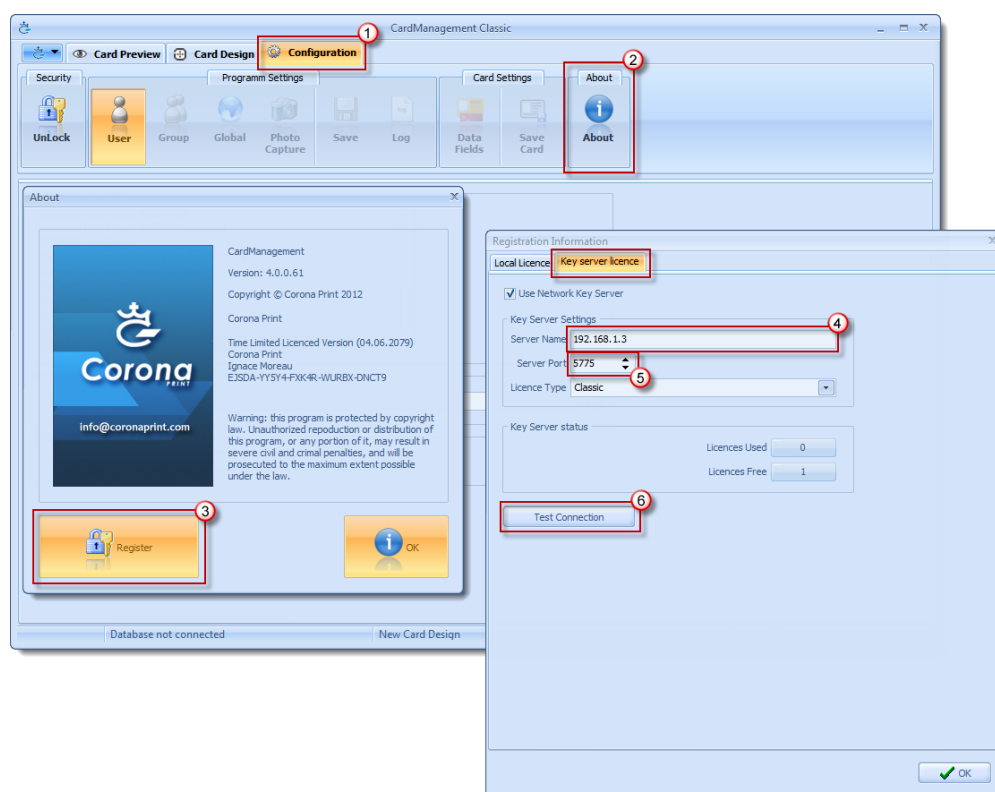 CardManagement Classic
1
Card Preview
Card Design
Configuration
2
Security
Programm Settings
Card Settings
About
UnLock
User
Group
Global
Photo
Capture
Save
Log
Data
Fields
Save
Card
About
About
CardManagement
Version: 4.0.0.61
Copyright © Corona Print 2012
Corona Print
Time Limited Licenced Version (04.06.2079)
Corona Print
Ignace Moreau
EJSDA-YY5Y4-FXK4R-WURBX-DNCT9
Corona
PRINT
info@coronaprint.com
Warning: this program is protected by copyright
law. Unauthorized repoduction or distribution of
this program, or any portion of it, may result in
severe civil and crimal penalties, and will be
prosecuted to the maximum extent possible
under the law.
3
Register
OK
Database not connected
New Card Design
Registration Information
Local Licence
Key server licence
Use Network Key Server
Key Server Settings
4
Server Name 192.168.1.3
Server Port 5775
5
Licence Type Classic
Key Server status
Licences Used 0
Licences Free 1
6
Test Connection
OK